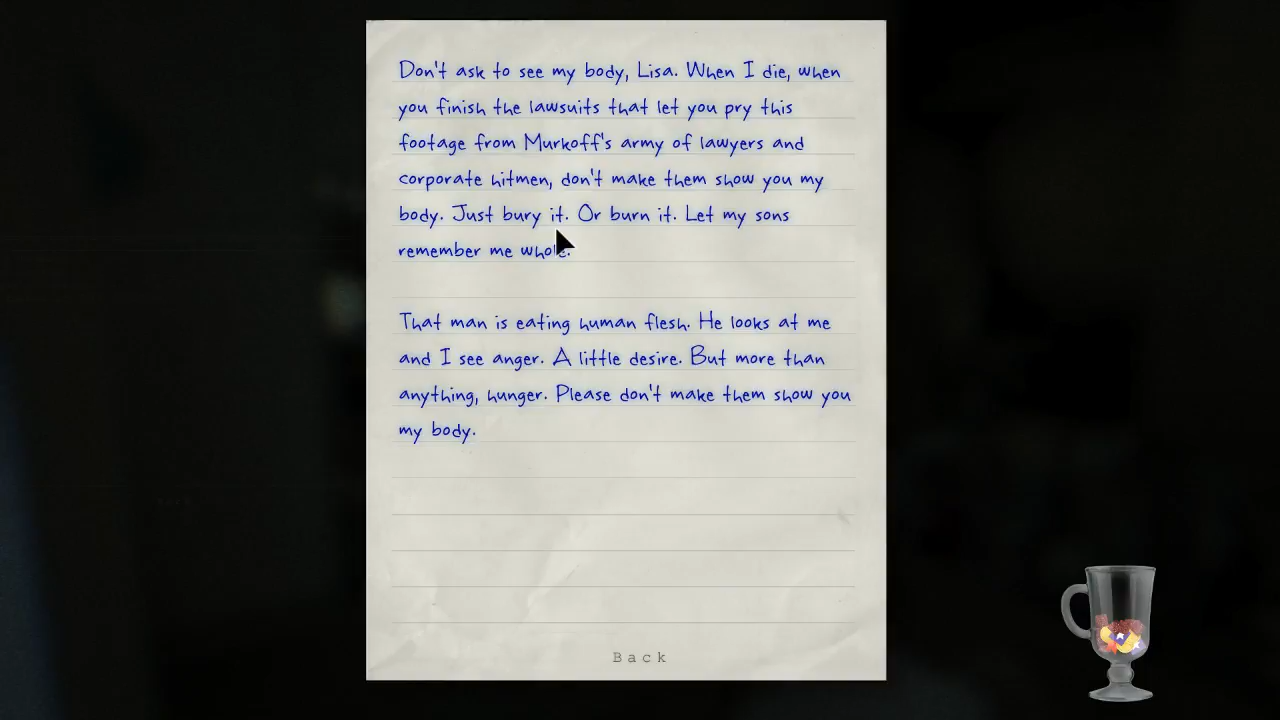 Don't ask to see my body, Lisa. When I die, when
you finish the lawsuits that let you pry this
footage from Murkoff's army of lawyers and
corporate hitmen, don't make them show you my
body. Just bury it. Or burn it. Let my sons
remember me whole.
That man is eating human flesh. He looks at me
and I see anger. A little desire. But more than
anything, hunger. Please don't make them show you
my body.
Back